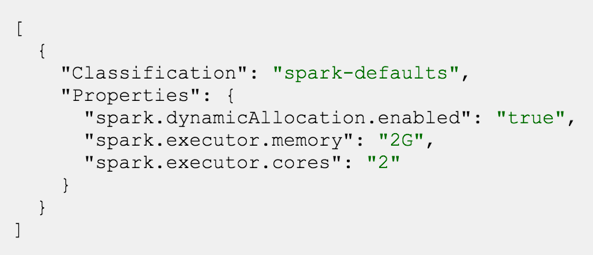 [
  {
    "Classification": "spark-defaults",
    "Properties": {
      "spark.dynamicAllocation.enabled": "true",
      "spark.executor.memory": "2G",
      "spark.executor.cores": "2"
    }
  }
]